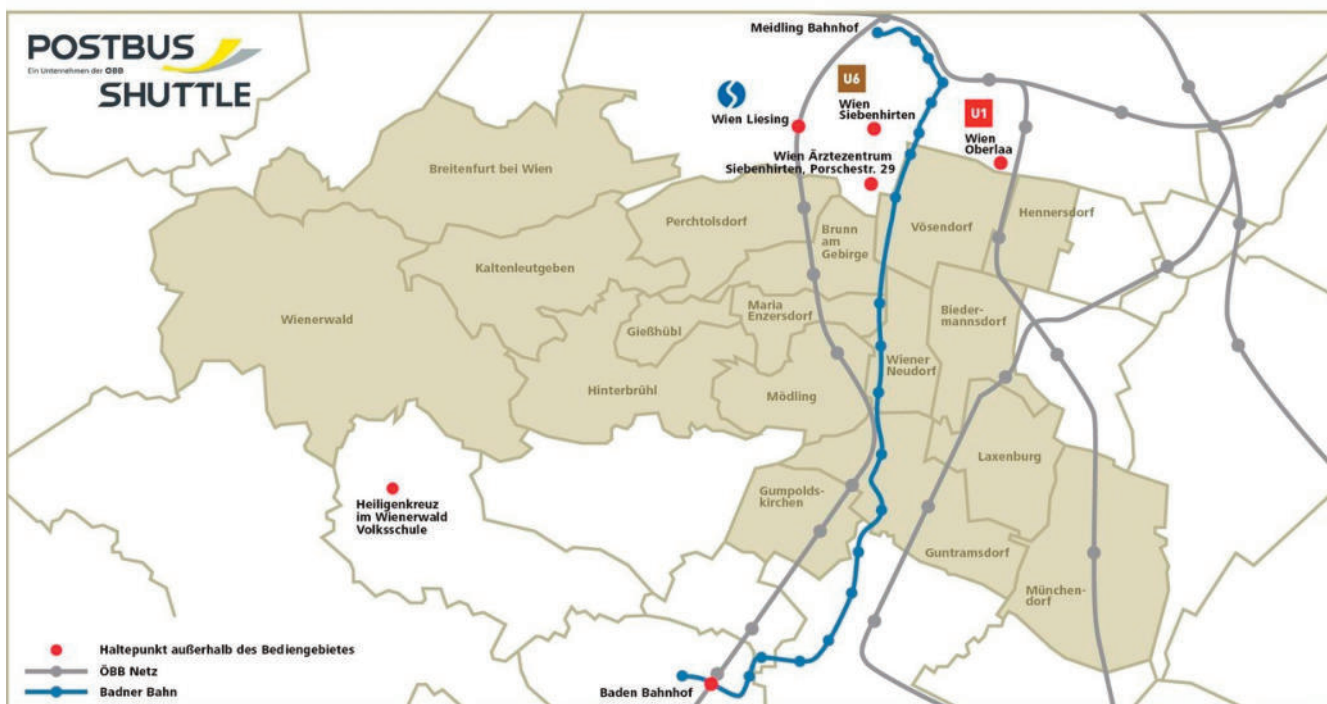 POSTBUS
Ein Unternehmen der ÖBB
SHUTTLE
Meidling Bahnhof
Wien Liesing
U6
Wien
Siebenhirten
U1
Wien
Oberlaa
Wien Ärztezentrum
Siebenhirten, Porschestr. 29
Breitenfurt bei Wien
Perchtolsdorf
Brunn
am
Gebirge
Vösendorf
Hennersdorf
Kaltenleutgeben
Wienerwald
Gießhübl
Maria
Enzersdorf
Bieder-
mannsdorf
Wiener
Neudorf
Hinterbrühl
Mödling
Laxenburg
Gumpolds-
kirchen
Heiligenkreuz
im Wienerwald
Volksschule
Guntramsdorf
München-
dorf
Haltepunkt außerhalb des Bediengebietes
ÖBB Netz
Badner Bahn
Baden Bahnhof